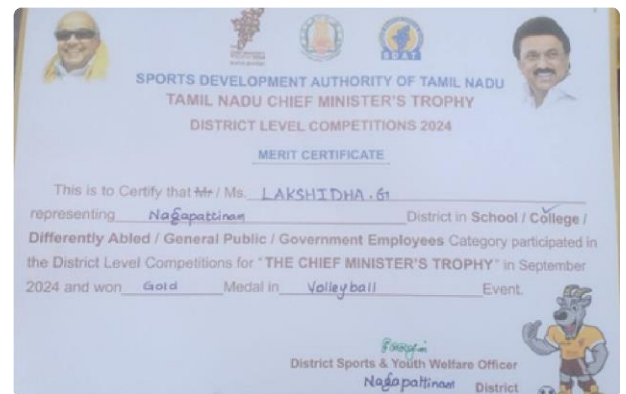 SDAT
SPORTS DEVELOPMENT AUTHORITY OF TAMIL NADU
TAMIL NADU CHIEF MINISTER'S TROPHY
DISTRICT LEVEL COMPETITIONS 2024
MERIT CERTIFICATE
This is to Certify that Mr / Ms. LAKSHIDHA.G
representing Nagapattinam District in School / College /
Differently Abled / General Public / Government Employees Category participated in
the District Level Competitions for "THE CHIEF MINISTER'S TROPHY" in September
2024 and won Gold Medal in Volleyball Event.
District Sports & Youth Welfare Officer
Nagapattinam District